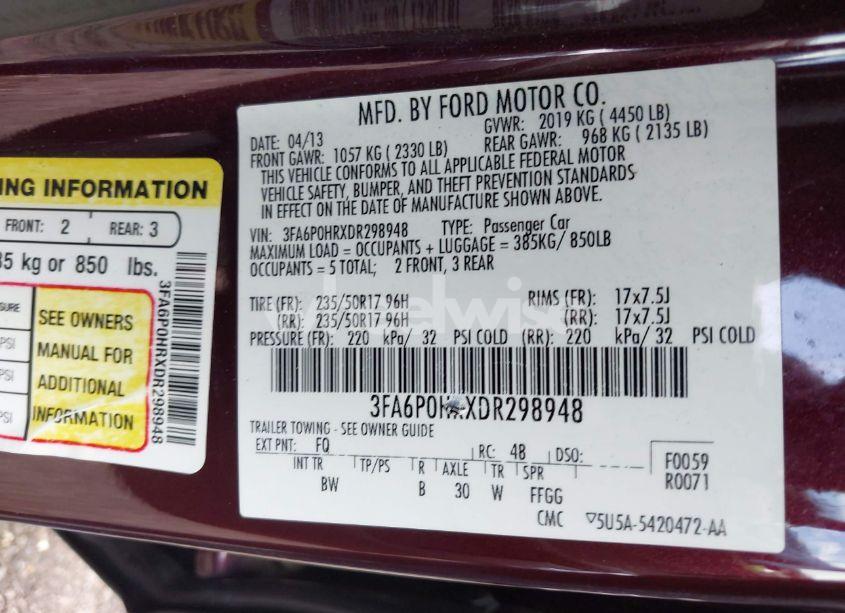 MFD. BY FORD MOTOR CO.
DATE: 04/13
GVWR: 2019 KG ( 4450 LB)
FRONT GAWR: 1057 KG ( 2330 LB)
REAR GAWR: 968 KG ( 2135 LB)
THIS VEHICLE CONFORMS TO ALL APPLICABLE FEDERAL MOTOR
VEHICLE SAFETY, BUMPER, AND THEFT PREVENTION STANDARDS
IN EFFECT ON THE DATE OF MANUFACTURE SHOWN ABOVE.
VIN: 3FA6P0HRXDR298948 TYPE: Passenger Car
MAXIMUM LOAD = OCCUPANTS + LUGGAGE = 385KG/ 850LB
OCCUPANTS = 5 TOTAL; 2 FRONT, 3 REAR
TIRE (FR): 235/50R17 96H RIMS (FR): 17x7.5J
(RR): 235/50R17 96H (RR): 17x7.5J
PRESSURE (FR): 220 kPa/ 32 PSI COLD (RR): 220 kPa/32 PSI COLD
3FA6P0H XDR298948
TRAILER TOWING - SEE OWNER GUIDE
EXT PNT: FQ RC: 48 DSO:
F0059
R0071
INT TR TP/PS R AXLE TR SPR
BW B 30 W FFGG
CMC 5U5A-5420472-AA
ING INFORMATION
FRONT: 2 REAR: 3
85 kg or 850 lbs.
SURE
PSI
PSI
PSI
SEE OWNERS
MANUAL FOR
ADDITIONAL
INFORMATION
3FA6P0HRXDR298948